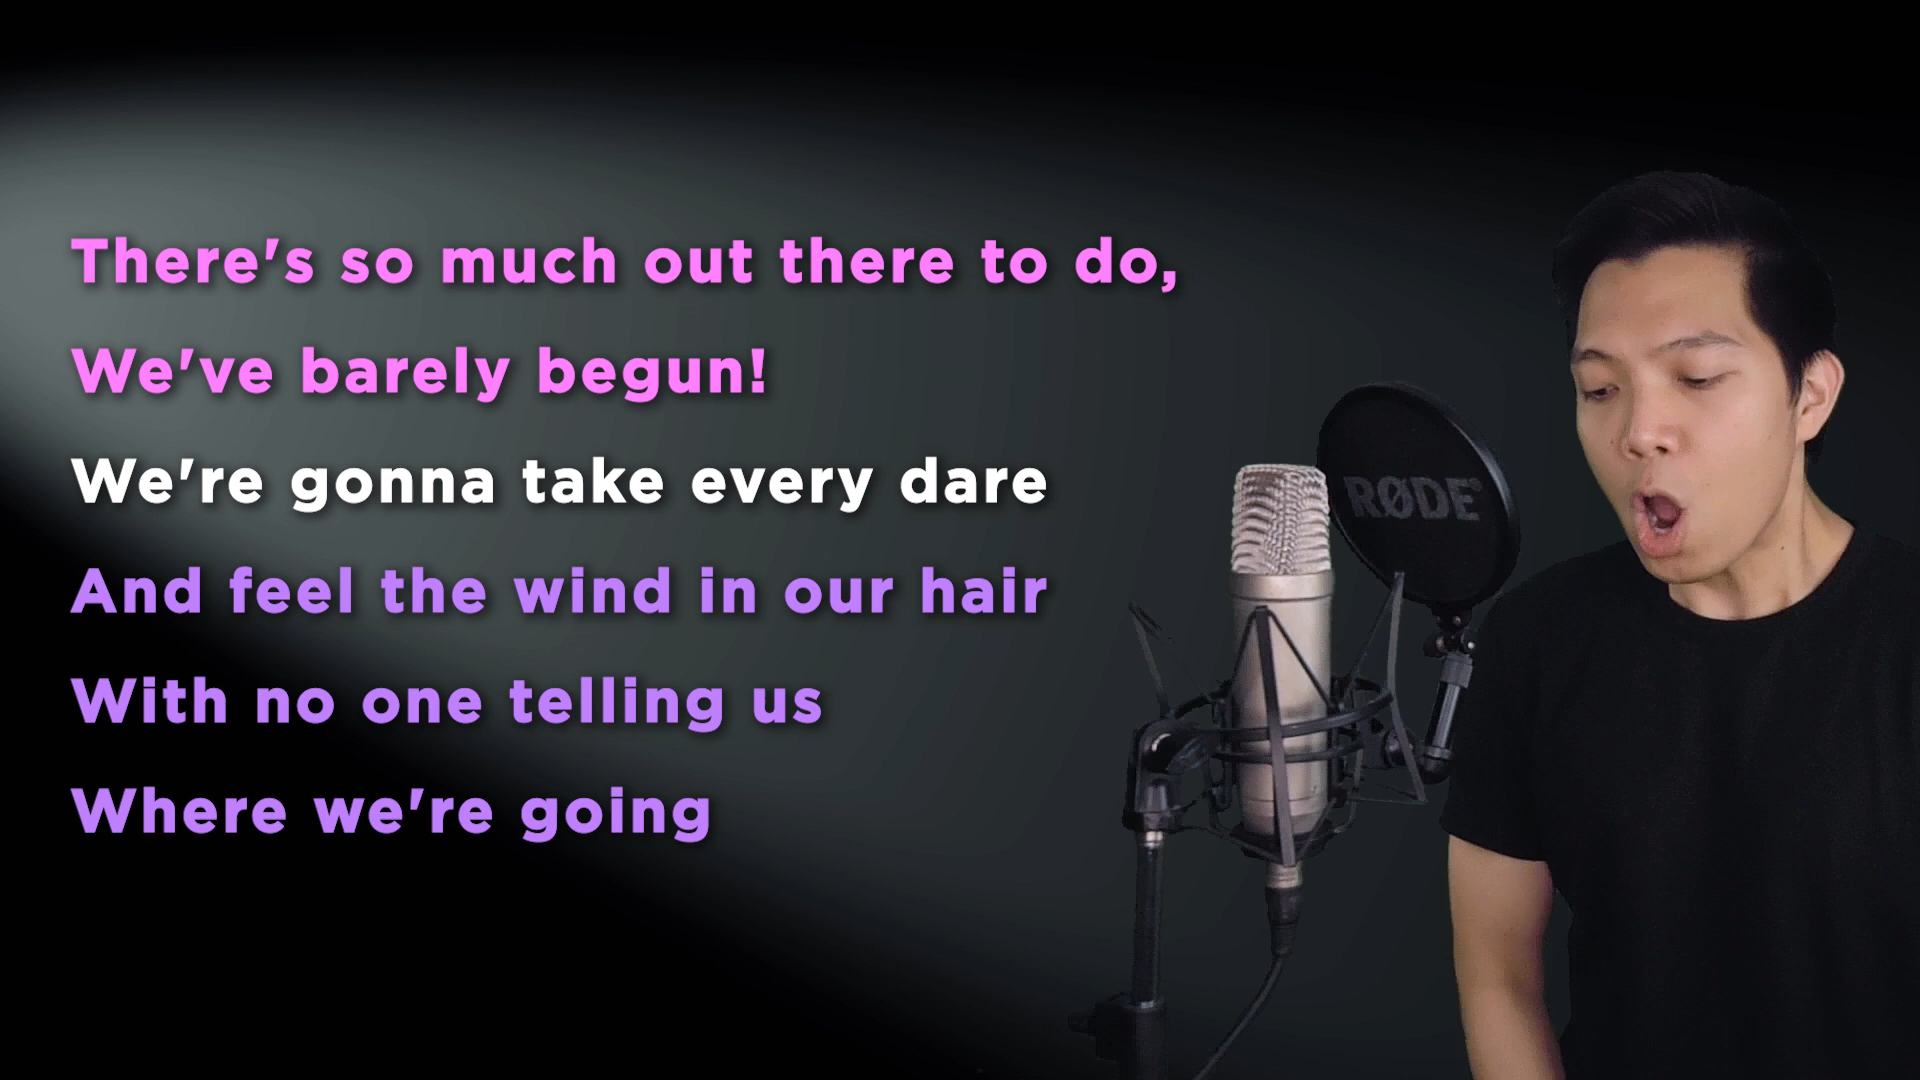 There's so much out there to do,
We've barely begun!
We're gonna take every dare
And feel the wind in our hair
With no one telling us
Where we're going
RØDE®